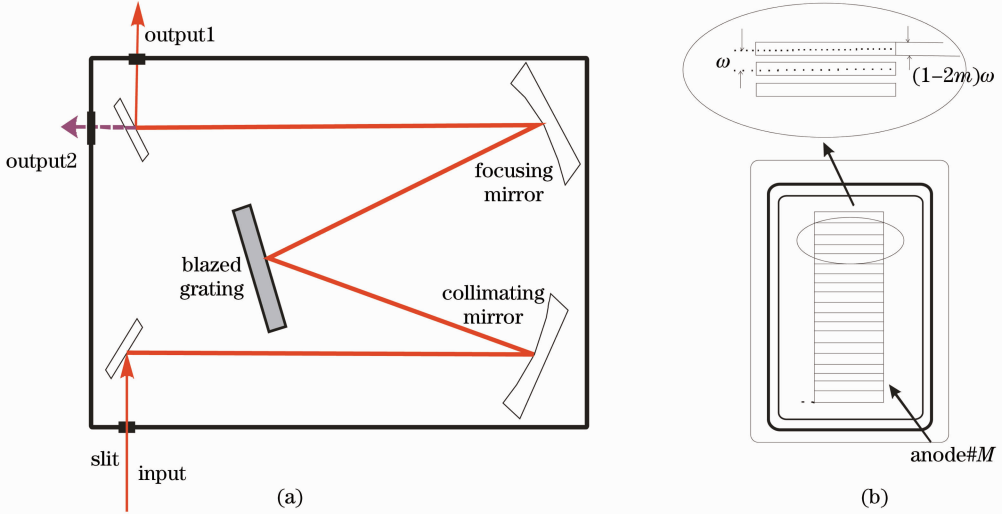 output1
output2
focusing
mirror
blazed
grating
collimating
mirror
slit
input
(a)
ω
(1−2m)ω
anode#M
(b)